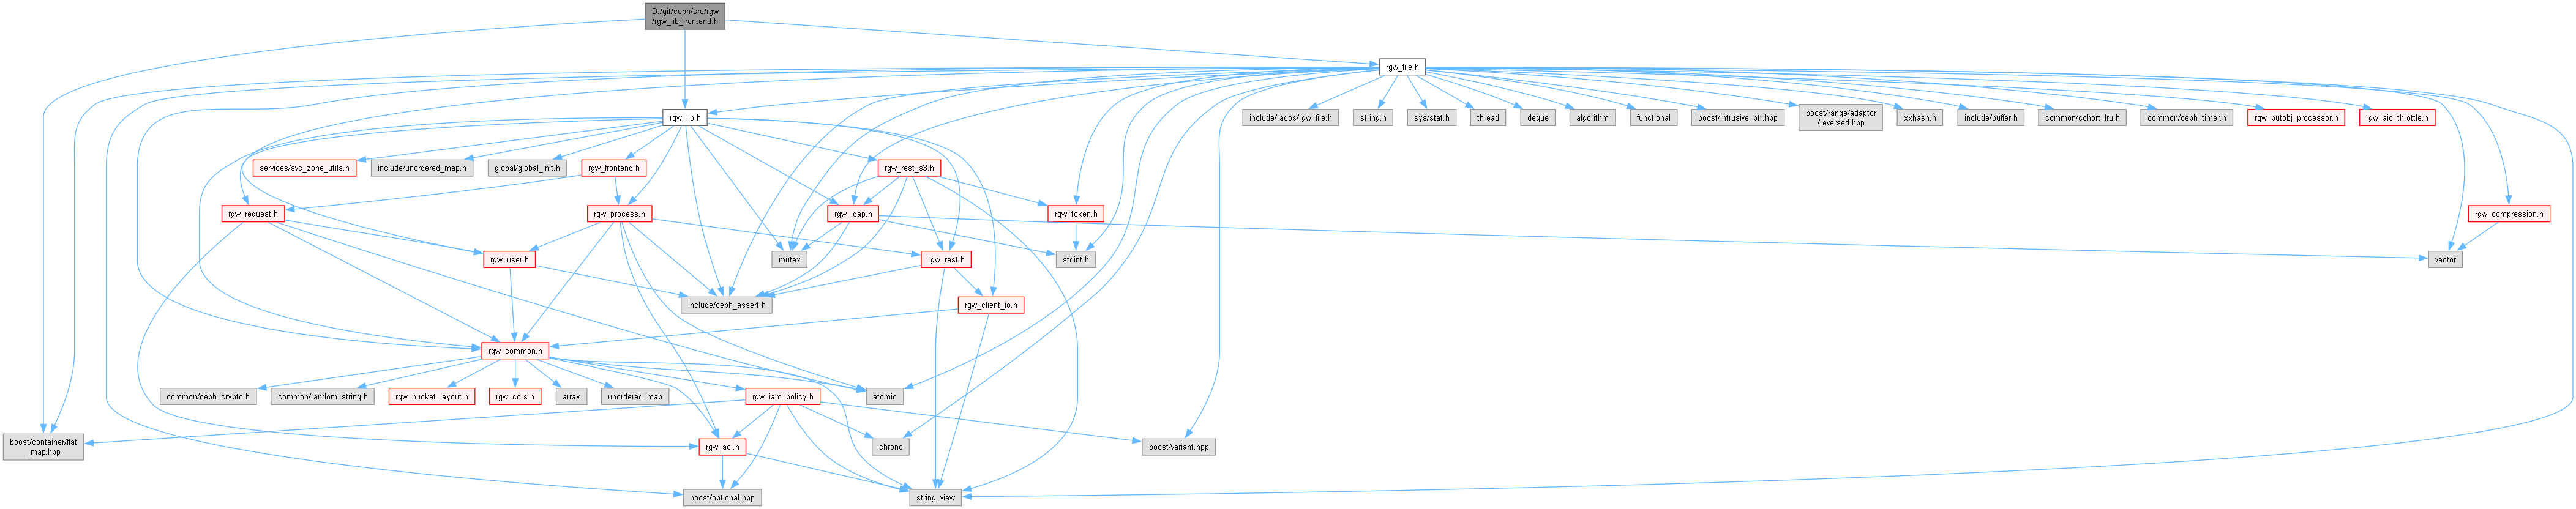 D:/git/ceph/src/rgw
/rgw_lib_frontend.h
rgw_file.h
rgw_lib.h
include/rados/rgw_file.h
string.h
sys/stat.h
thread
deque
algorithm
functional
boost/intrusive_ptr.hpp
boost/range/adaptor
/reversed.hpp
xxhash.h
include/buffer.h
common/cohort_lru.h
common/ceph_timer.h
rgw_putobj_processor.h
rgw_aio_throttle.h
services/svc_zone_utils.h
include/unordered_map.h
global/global_init.h
rgw_frontend.h
rgw_rest_s3.h
rgw_request.h
rgw_process.h
rgw_ldap.h
rgw_token.h
rgw_compression.h
rgw_user.h
mutex
rgw_rest.h
stdint.h
vector
include/ceph_assert.h
rgw_client_io.h
rgw_common.h
common/ceph_crypto.h
common/random_string.h
rgw_bucket_layout.h
rgw_cors.h
array
unordered_map
rgw_iam_policy.h
atomic
boost/container/flat
_map.hpp
rgw_acl.h
chrono
boost/variant.hpp
boost/optional.hpp
string_view